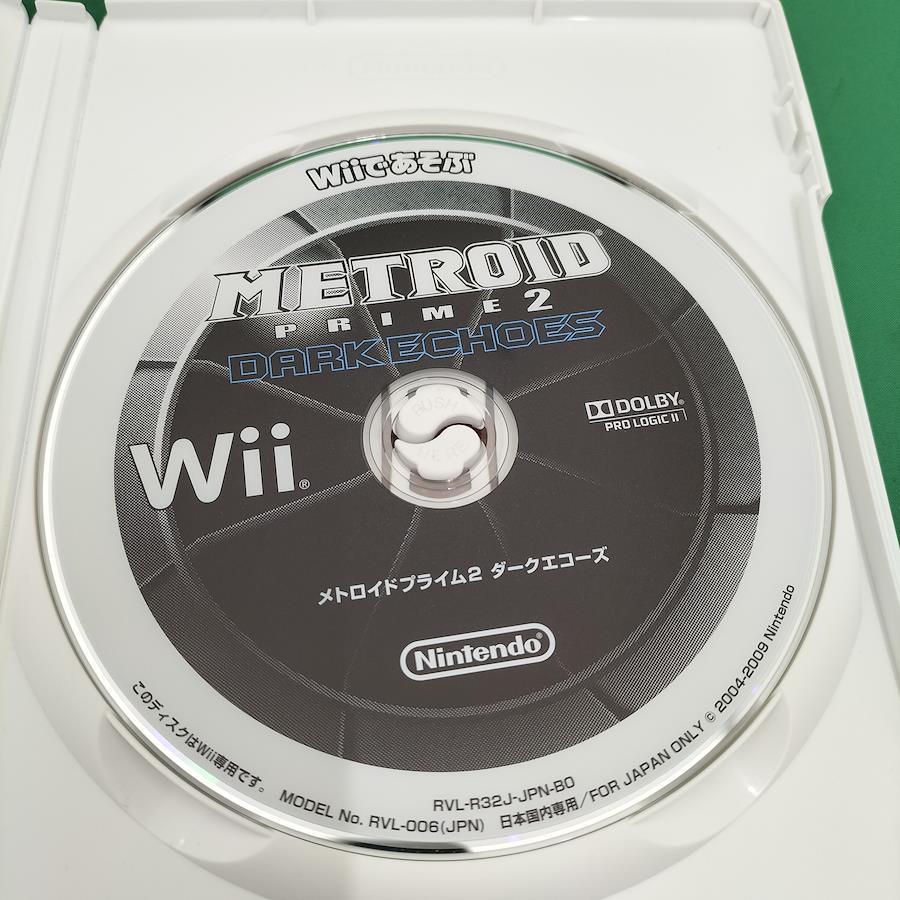 Wiiであそぶ
METROID®
PRIME 2
DARK ECHOES
PUSH
HERE
DOLBY®
PRO LOGIC II
Wii®
メトロイドプライム2 ダークエコーズ
Nintendo®
このディスクはWii専用です。
RVL-R32J-JPN-B0
MODEL No. RVL-006(JPN) 日本国内専用/FOR JAPAN ONLY © 2004-2009 Nintendo